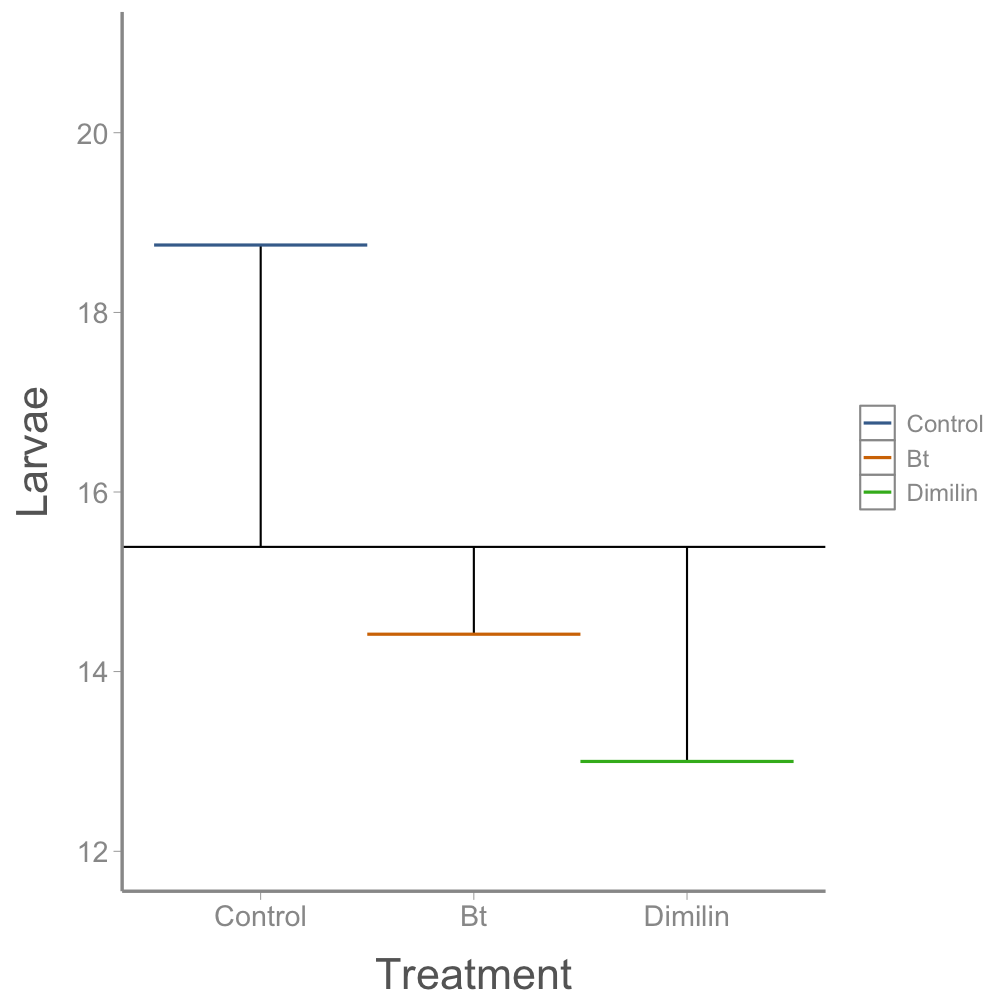 20
18
16
14
12
Larvae
Control
Bt
Dimilin
Treatment
Control
Bt
Dimilin